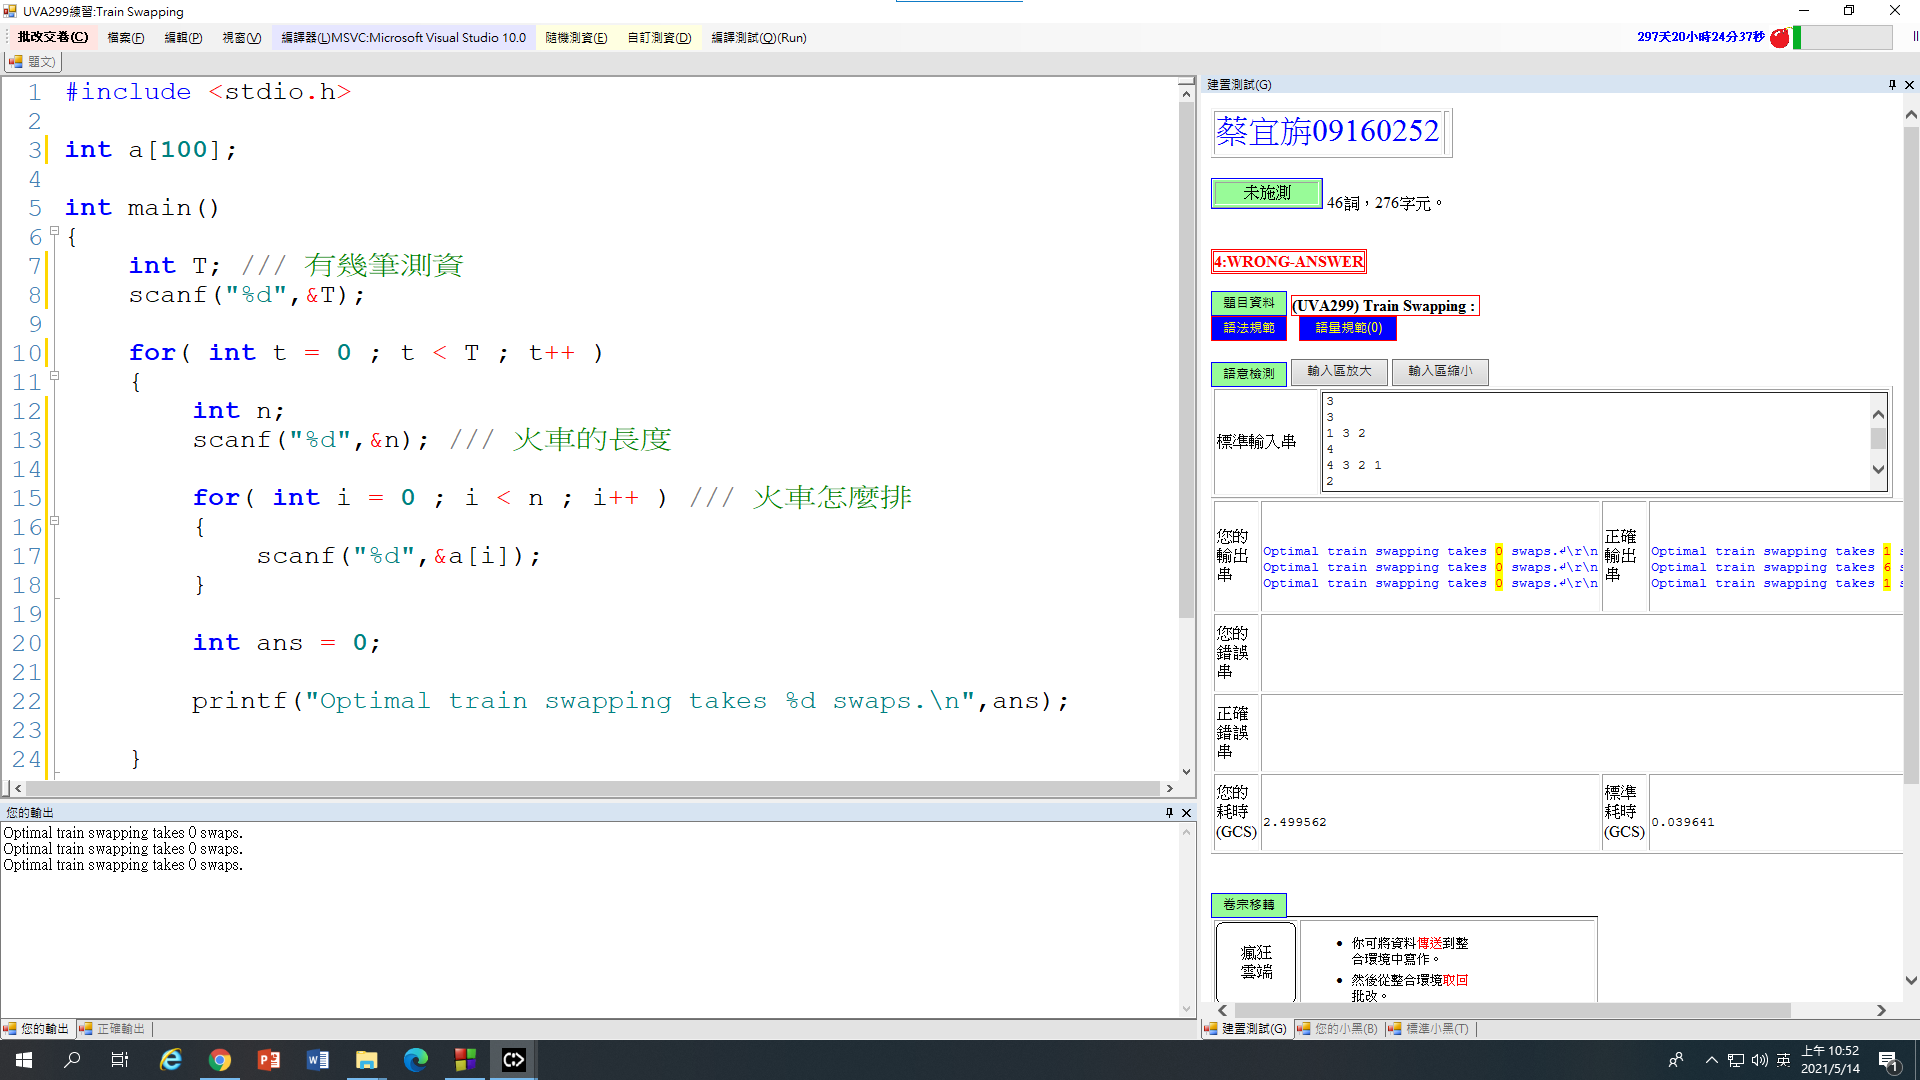 UVA299練習:Train Swapping
批改交卷(C) 檔案(F) 編輯(P) 視窗(V) 編譯器(L)MSVC:Microsoft Visual Studio 10.0 隨機測資(E) 自訂測資(D) 編譯測試(Q)(Run) 297天20小時24分37秒
題文)
1 #include <stdio.h>
2
3 int a[100];
4
5 int main()
6 {
7 int T; /// 有幾筆測資
8 scanf("%d",&T);
9
10 for( int t = 0 ; t < T ; t++ )
11 {
12 int n;
13 scanf("%d",&n); /// 火車的長度
14
15 for( int i = 0 ; i < n ; i++ ) /// 火車怎麼排
16 {
17 scanf("%d",&a[i]);
18 }
19
20 int ans = 0;
21
22 printf("Optimal train swapping takes %d swaps.\n",ans);
23
24 }
您的輸出
Optimal train swapping takes 0 swaps.
Optimal train swapping takes 0 swaps.
Optimal train swapping takes 0 swaps.
您的輸出 正確輸出
建置測試(G)
蔡宜旃09160252
未施測 46詞，276字元。
4:WRONG-ANSWER
題目資料 (UVA299) Train Swapping :
語法規範 語量規範(0)
語意檢測 輸入區放大 輸入區縮小
標準輸入串
3
3
1 3 2
4
4 3 2 1
2
您的輸出串
Optimal train swapping takes 0 swaps.↲\r\n
Optimal train swapping takes 0 swaps.↲\r\n
Optimal train swapping takes 0 swaps.↲\r\n
正確輸出串
Optimal train swapping takes 1 s
Optimal train swapping takes 6 s
Optimal train swapping takes 1 s
您的錯誤串
正確錯誤串
您的耗時(GCS) 2.499562 標準耗時(GCS) 0.039641
卷宗移轉
瘋狂雲端
• 你可將資料傳送到整
合環境中寫作。
• 然後從整合環境取回
批改。
建置測試(G) 您的小黑(B) 標準小黑(T)
英 上午 10:52
2021/5/14
1